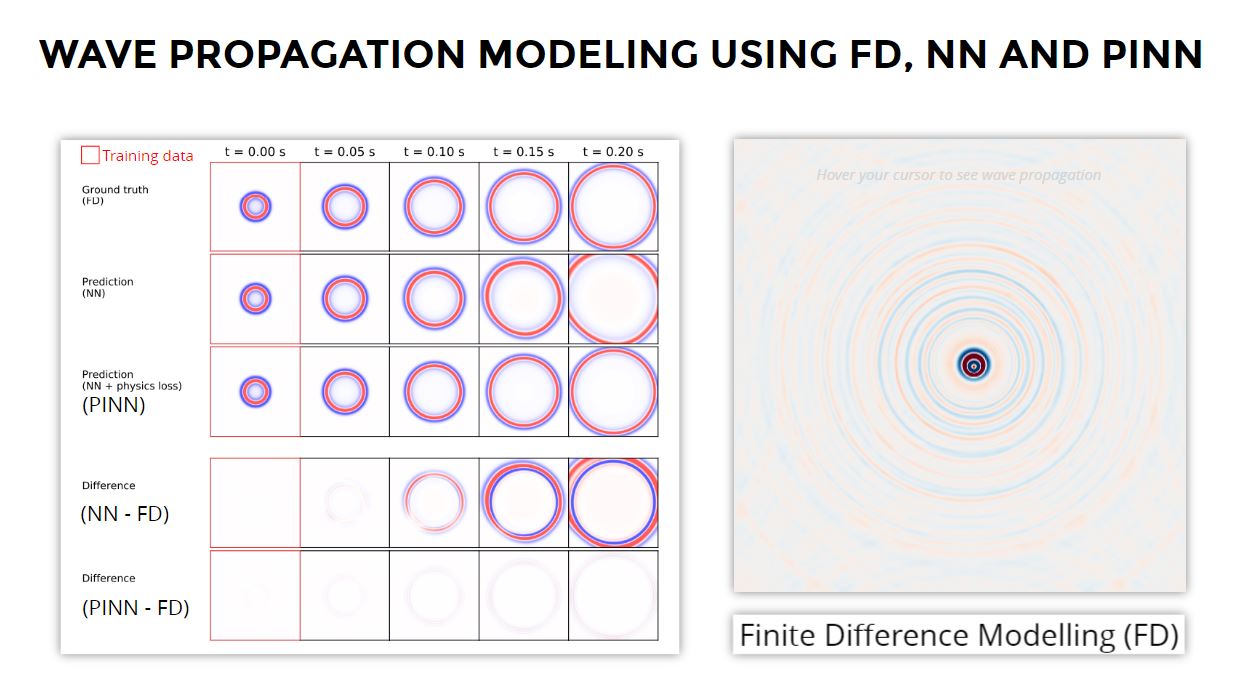 WAVE PROPAGATION MODELING USING FD, NN AND PINN
Training data
t = 0.00 s
t = 0.05 s
t = 0.10 s
t = 0.15 s
t = 0.20 s
Ground truth
(FD)
Prediction
(NN)
Prediction
(NN + physics loss)
(PINN)
Difference
(NN - FD)
Difference
(PINN - FD)
Hover your cursor to see wave propagation
Finite Difference Modelling (FD)